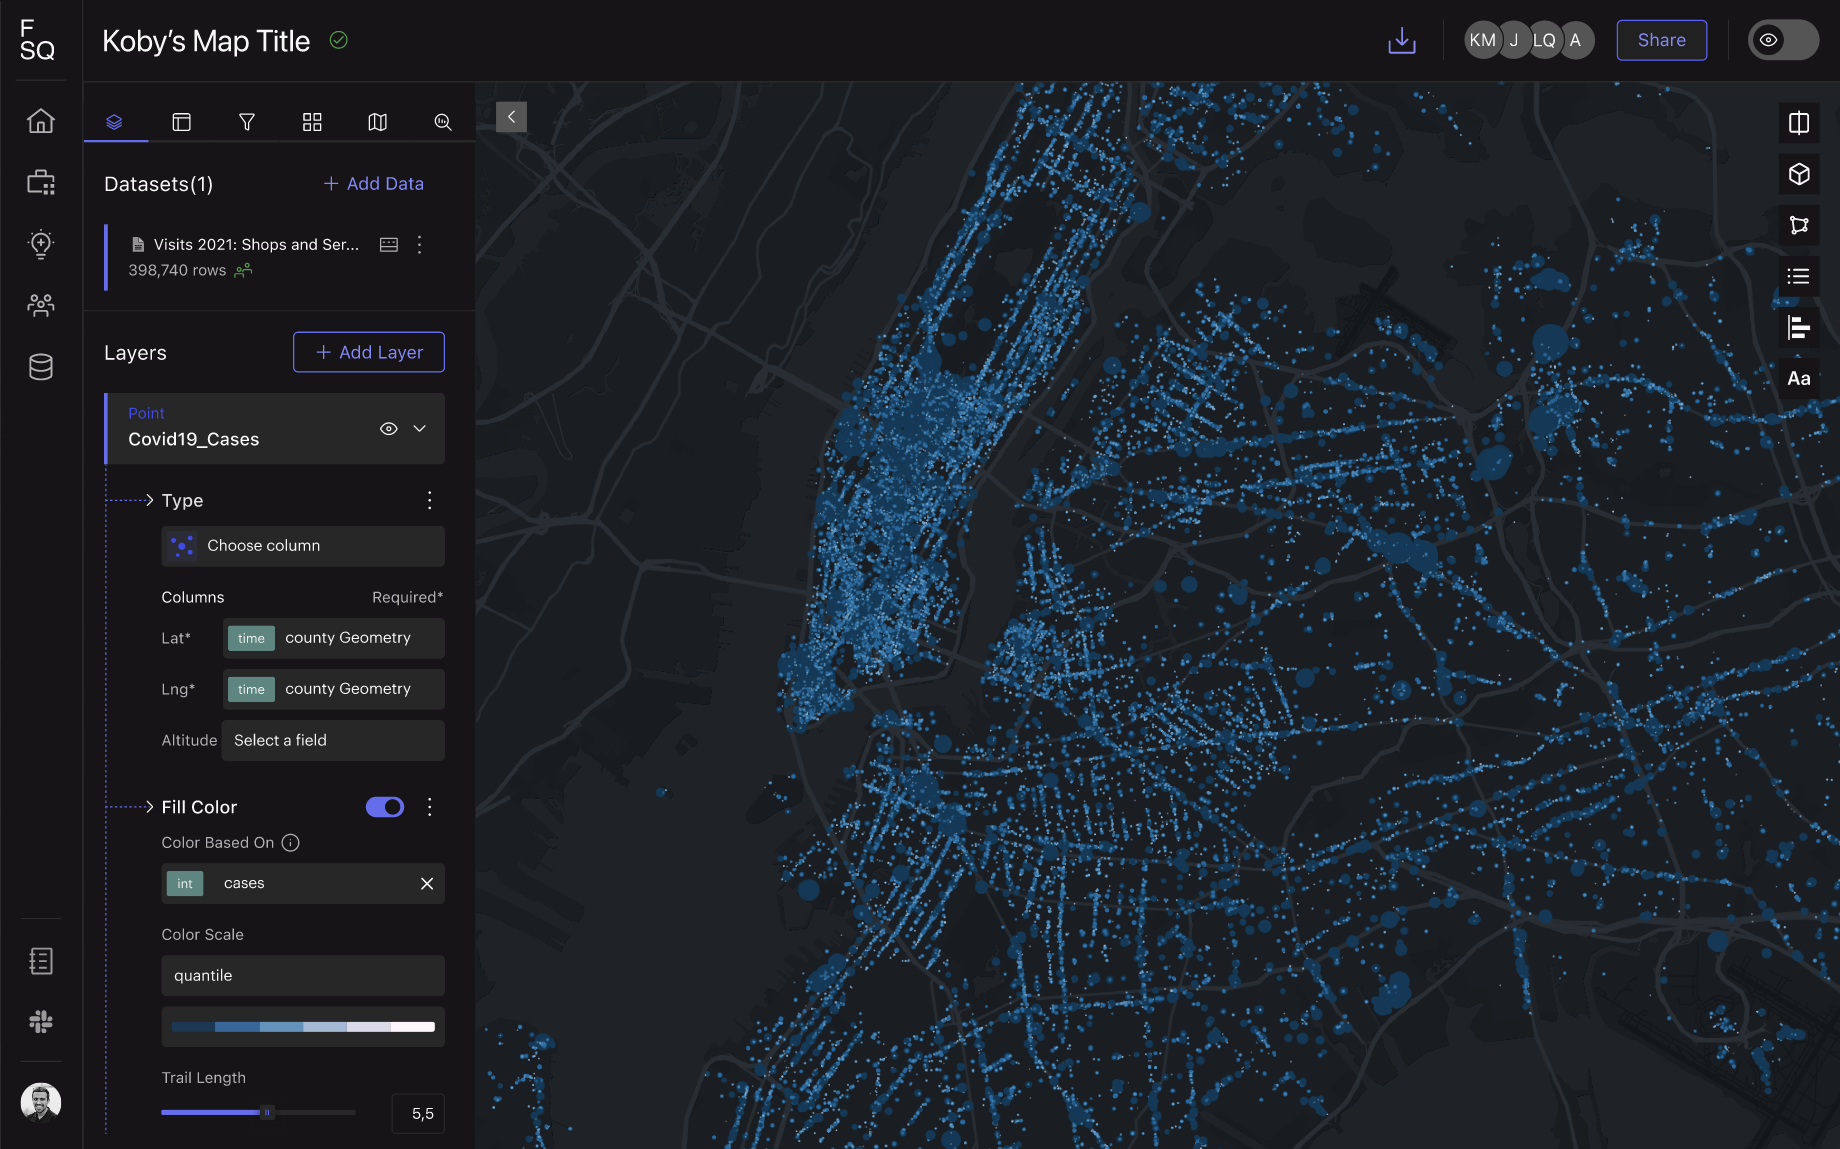 F
SQ
Koby’s Map Title
KM J LQ A
Share
Datasets(1)
Add Data
Visits 2021: Shops and Ser...
398,740 rows
Layers
Add Layer
Point
Covid19_Cases
Type
Choose column
Columns Required*
Lat* time county Geometry
Lng* time county Geometry
Altitude Select a field
Fill Color
Color Based On
int cases
Color Scale
quantile
Trail Length
5,5
Aa